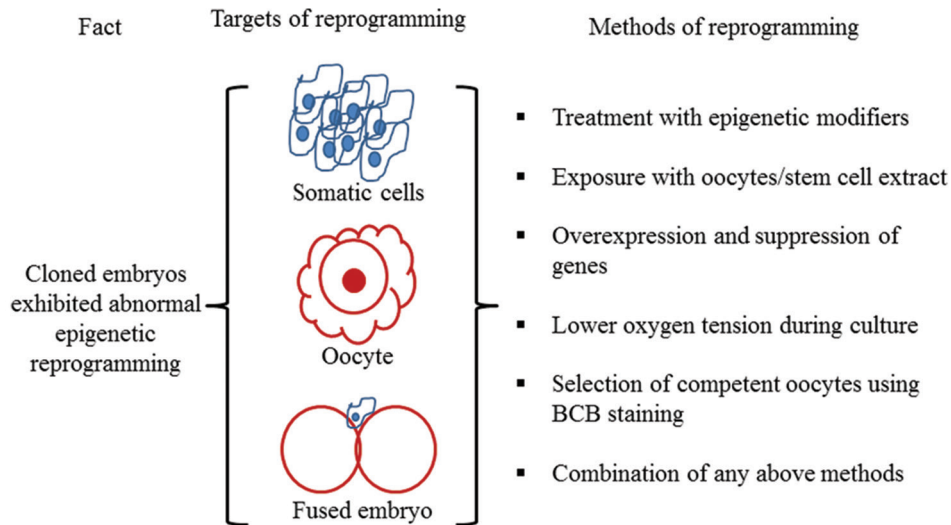 Fact
Targets of reprogramming
Methods of reprogramming
Cloned embryos
exhibited abnormal
epigenetic
reprogramming
Somatic cells
Oocyte
Fused embryo
▪ Treatment with epigenetic modifiers
▪ Exposure with oocytes/stem cell extract
▪ Overexpression and suppression of
genes
▪ Lower oxygen tension during culture
▪ Selection of competent oocytes using
BCB staining
▪ Combination of any above methods